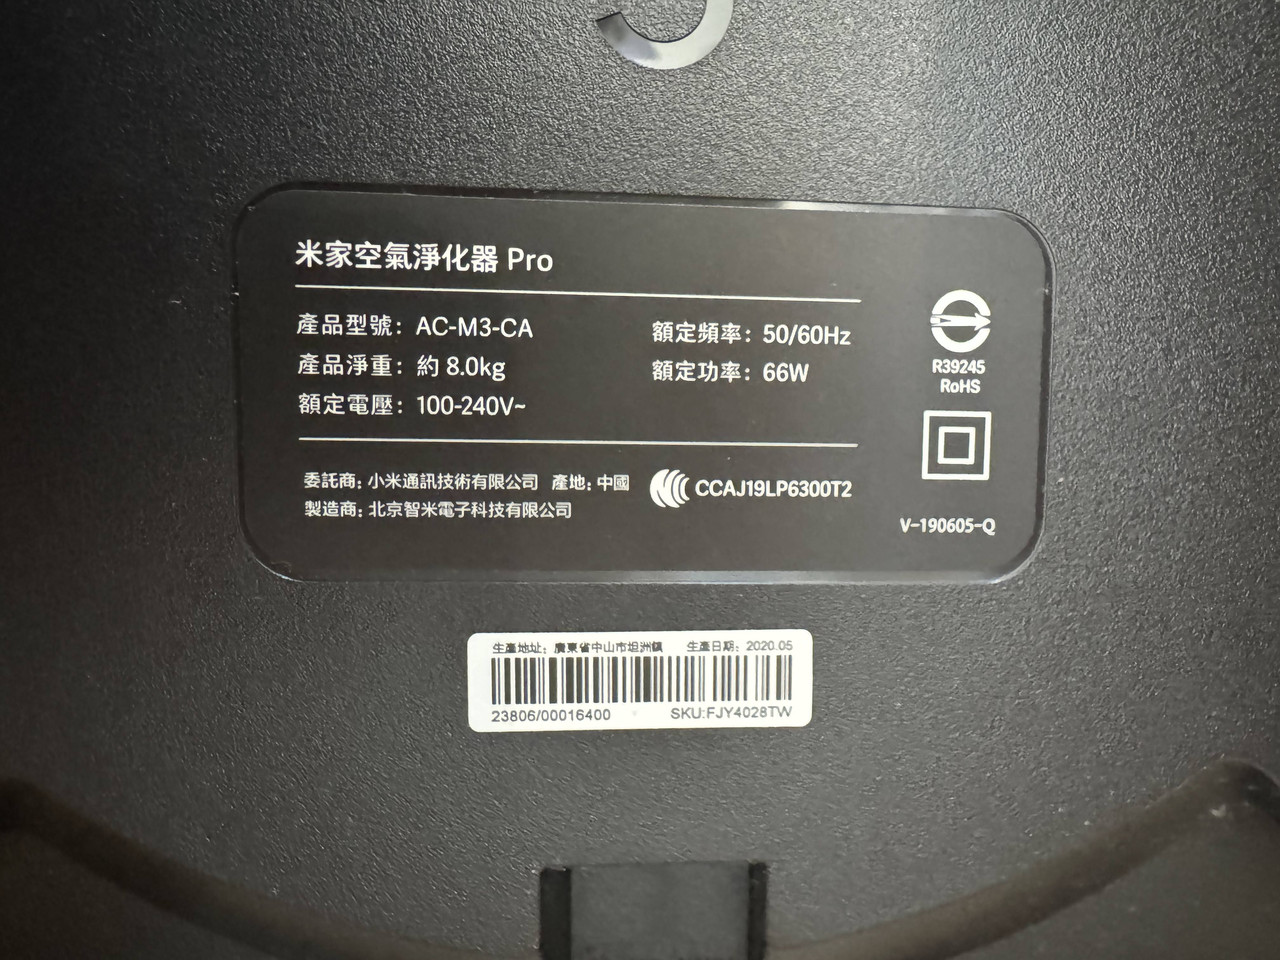 米家空氣淨化器 Pro
產品型號：AC-M3-CA
額定頻率：50/60Hz
產品淨重：約 8.0kg
額定功率：66W
額定電壓：100-240V~
R39245
RoHS
委託商：小米通訊技術有限公司 產地：中國
製造商：北京智米電子科技有限公司
CCAJ19LP6300T2
V-190605-Q
生產地址：廣東省中山市坦洲鎮 生產日期：2020.05
23806/00016400 SKU:FJY4028TW